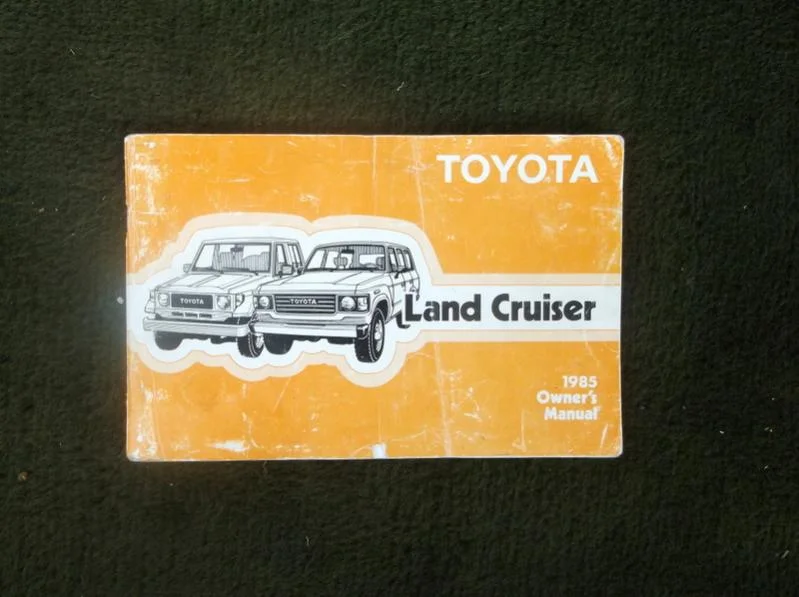 TOYOTA
TOYOTA
TOYOTA
Land Cruiser
1985
Owner's
Manual